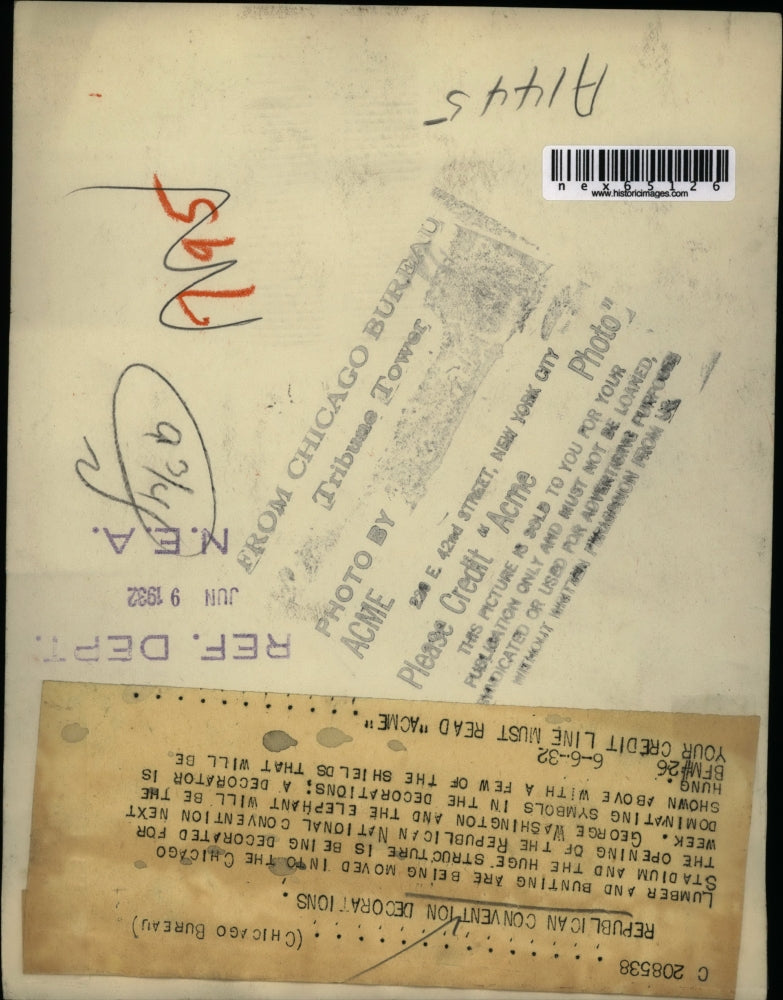 A1445
nex65126
www.historicimages.com
795
FROM CHICAGO BUREAU
Tribune Tower
PHOTO BY
ACME
220 E. 42nd STREET, NEW YORK CITY
Please Credit "Acme Photo"
THIS PICTURE IS SOLD TO YOU FOR YOUR
PUBLICATION ONLY AND MUST NOT BE LOANED,
SYNDICATED OR USED FOR ADVERTISING PURPOSES
WITHOUT WRITTEN PERMISSION FROM US
REF. DEPT.
JUN 9 1932
N.E.A.
C 208538 (CHICAGO BUREAU)
REPUBLICAN CONVENTION DECORATIONS.
LUMBER AND BUNTING ARE BEING MOVED INTO THE CHICAGO
STADIUM AND THE HUGE STRUCTURE IS BEING DECORATED FOR
THE OPENING OF THE REPUBLICAN NATIONAL CONVENTION NEXT
WEEK. GEORGE WASHINGTON AND THE ELEPHANT WILL BE THE
DOMINATING SYMBOLS IN THE DECORATIONS: A DECORATOR IS
SHOWN ABOVE WITH A FEW OF THE SHIELDS THAT WILL BE
HUNG.
BFM#26 6-6-32
YOUR CREDIT LINE MUST READ "ACME"